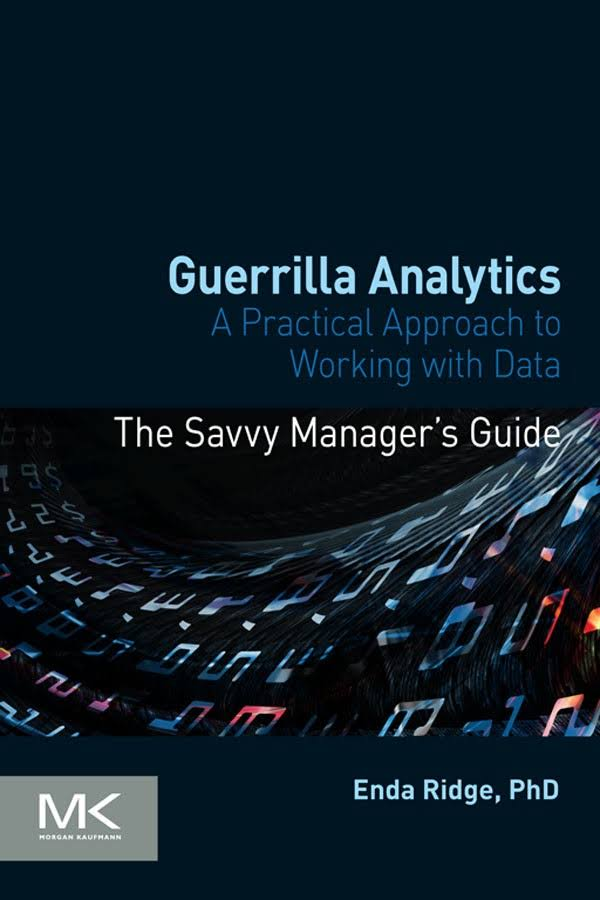 Guerrilla Analytics
A Practical Approach to
Working with Data
The Savvy Manager's Guide
Enda Ridge, PhD
MK
MORGAN KAUFMANN